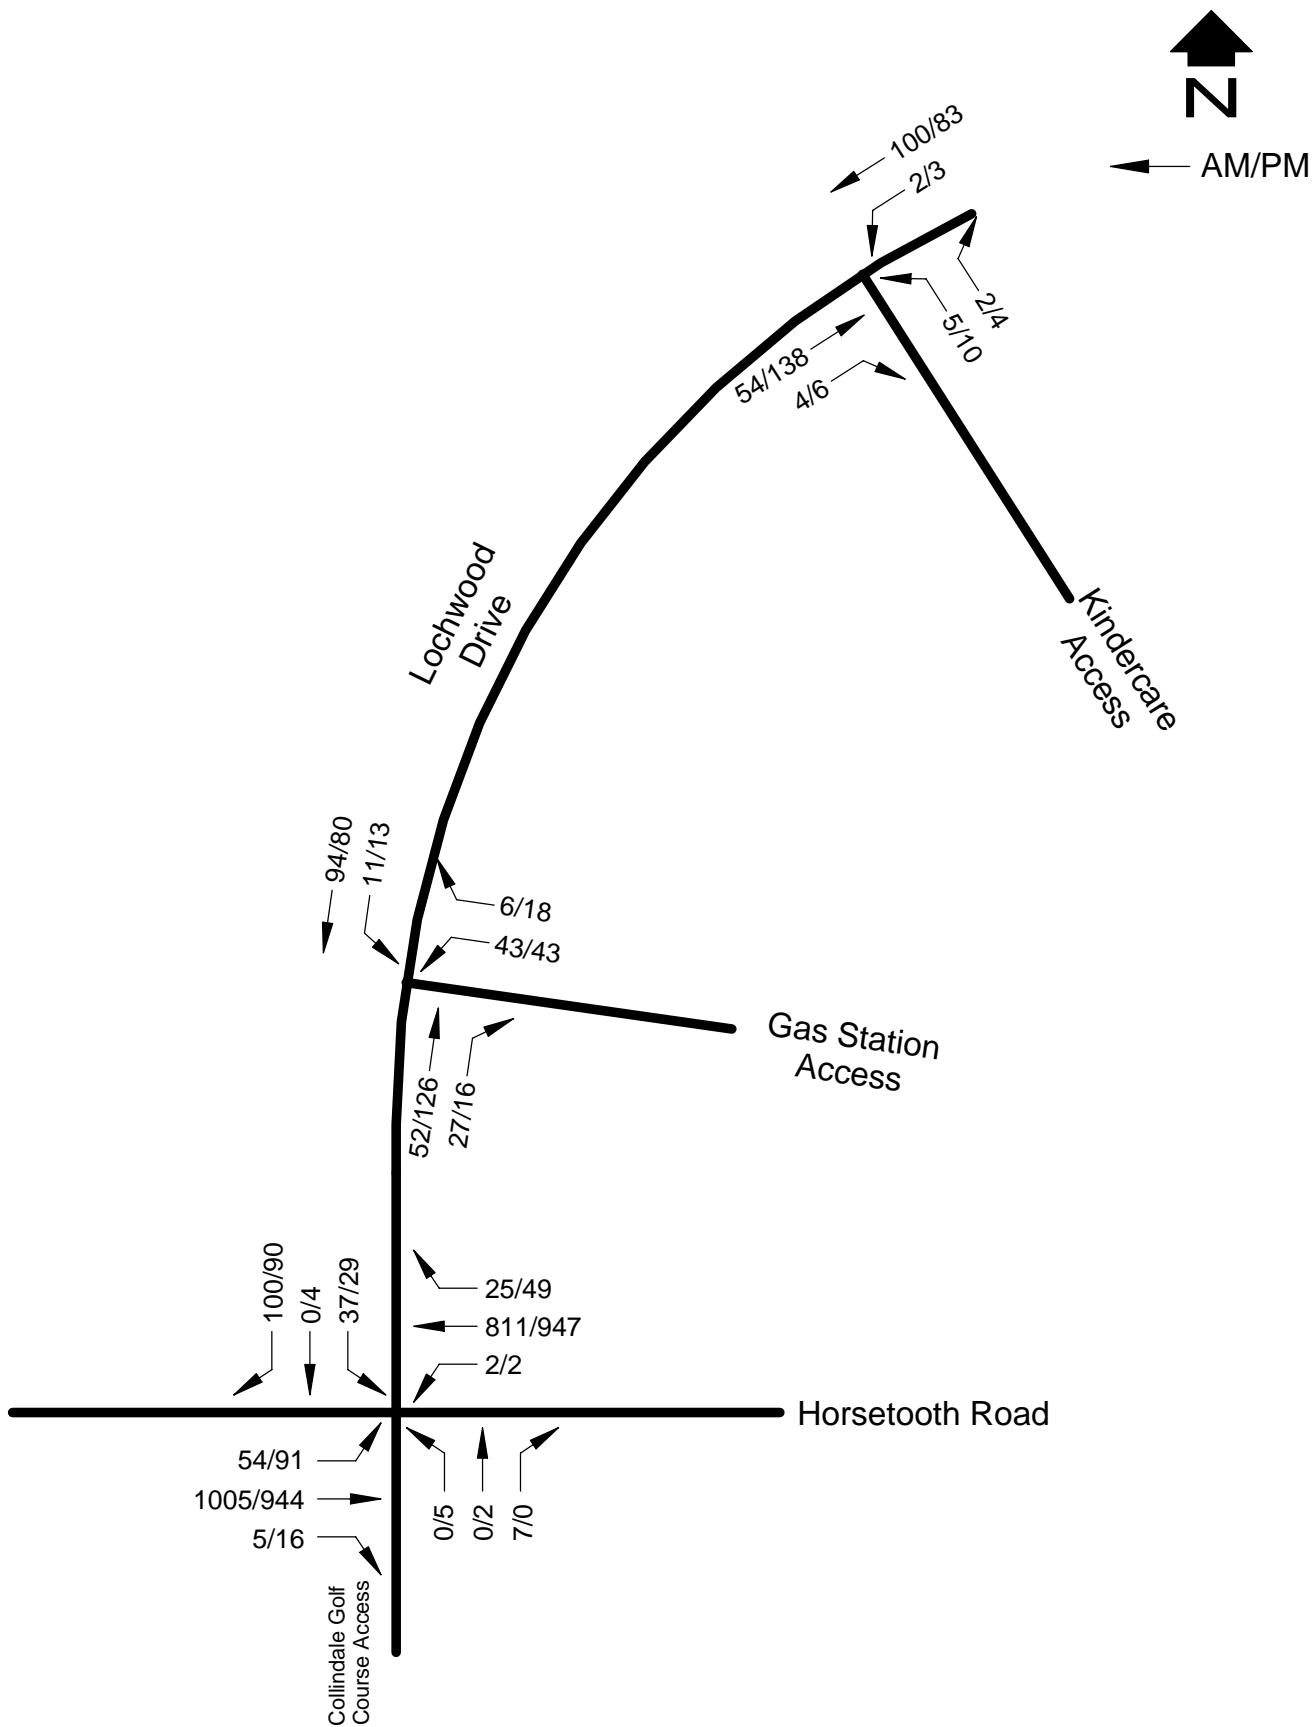 N
AM/PM
100/83
2/3
2/4
5/10
54/138
4/6
Kindercare
Access
Lochwood
Drive
94/80
11/13
6/18
43/43
Gas Station
Access
52/126
27/16
100/90
0/4
37/29
25/49
811/947
2/2
Horsetooth Road
54/91
1005/944
5/16
0/5
0/2
7/0
Collindale Golf
Course Access